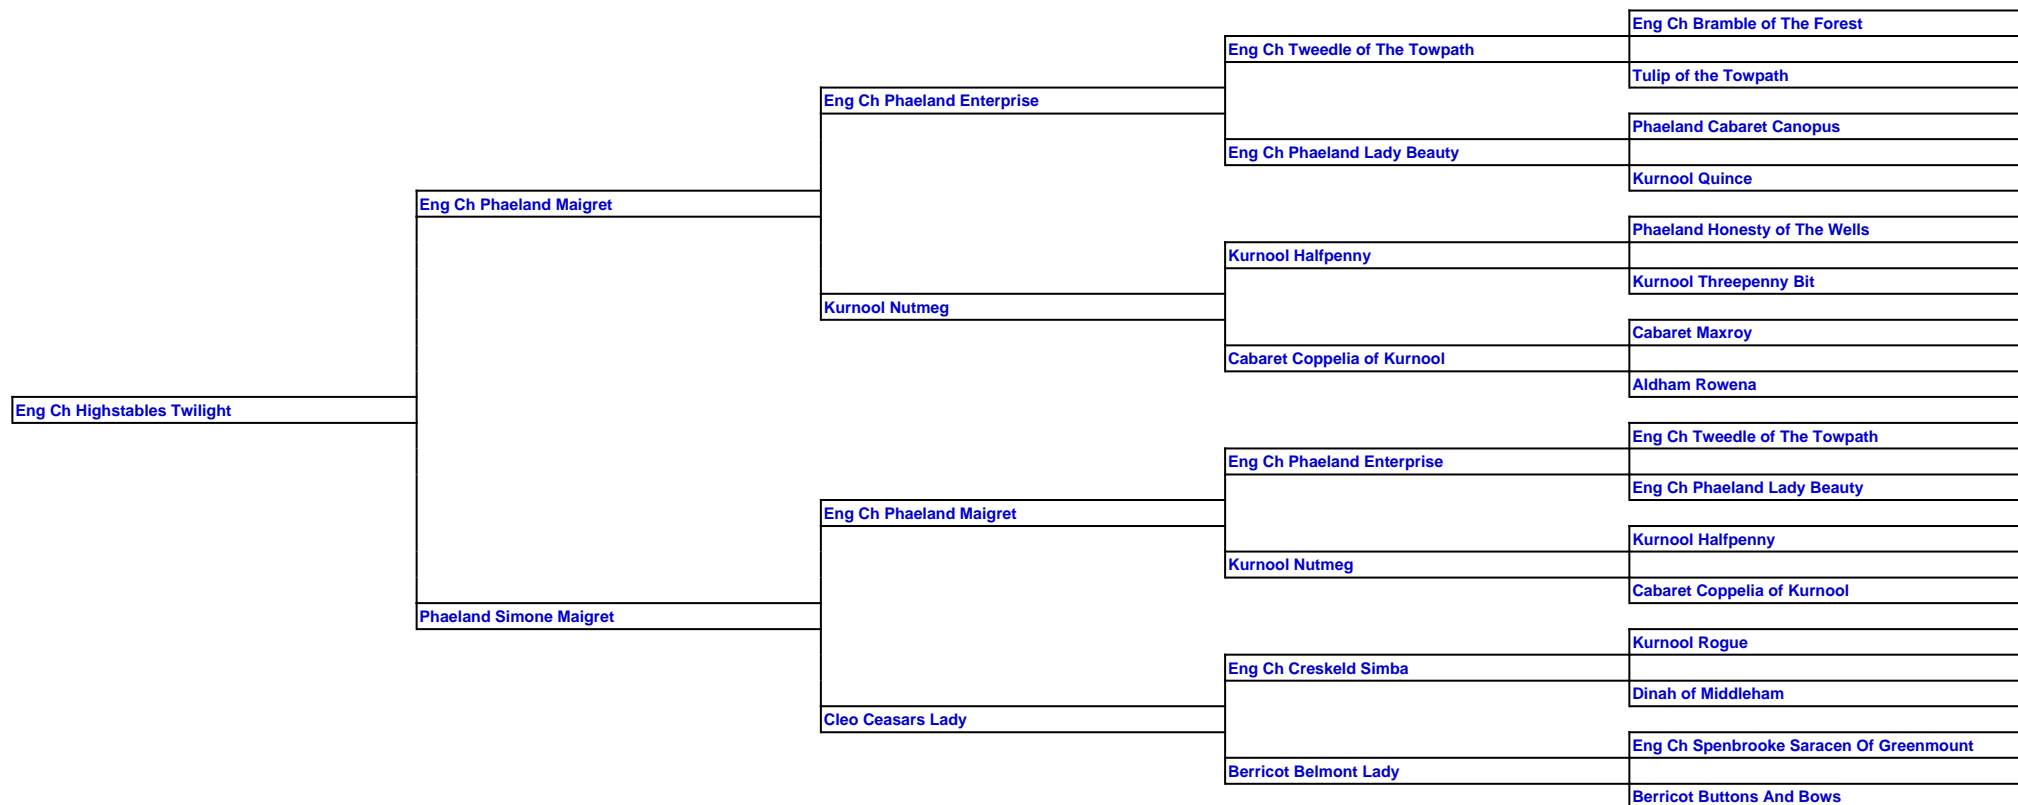 Eng Ch Bramble of The Forest
Eng Ch Tweedle of The Towpath
Tulip of the Towpath
Eng Ch Phaeland Enterprise
Phaeland Cabaret Canopus
Eng Ch Phaeland Lady Beauty
Kurnool Quince
Eng Ch Phaeland Maigret
Phaeland Honesty of The Wells
Kurnool Halfpenny
Kurnool Threepenny Bit
Kurnool Nutmeg
Cabaret Maxroy
Cabaret Coppelia of Kurnool
Aldham Rowena
Eng Ch Highstables Twilight
Eng Ch Tweedle of The Towpath
Eng Ch Phaeland Enterprise
Eng Ch Phaeland Lady Beauty
Eng Ch Phaeland Maigret
Kurnool Halfpenny
Kurnool Nutmeg
Cabaret Coppelia of Kurnool
Phaeland Simone Maigret
Kurnool Rogue
Eng Ch Creskeld Simba
Dinah of Middleham
Cleo Ceasars Lady
Eng Ch Spenbrooke Saracen Of Greenmount
Berricot Belmont Lady
Berricot Buttons And Bows